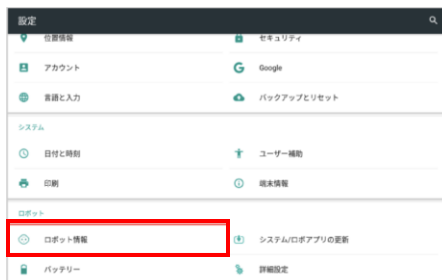 設定
位置情報 セキュリティ
アカウント Google
言語と入力 バックアップとリセット
システム
日付と時刻 ユーザー補助
印刷 端末情報
ロボット
ロボット情報 システム/ロボアプリの更新
バッテリー 詳細設定